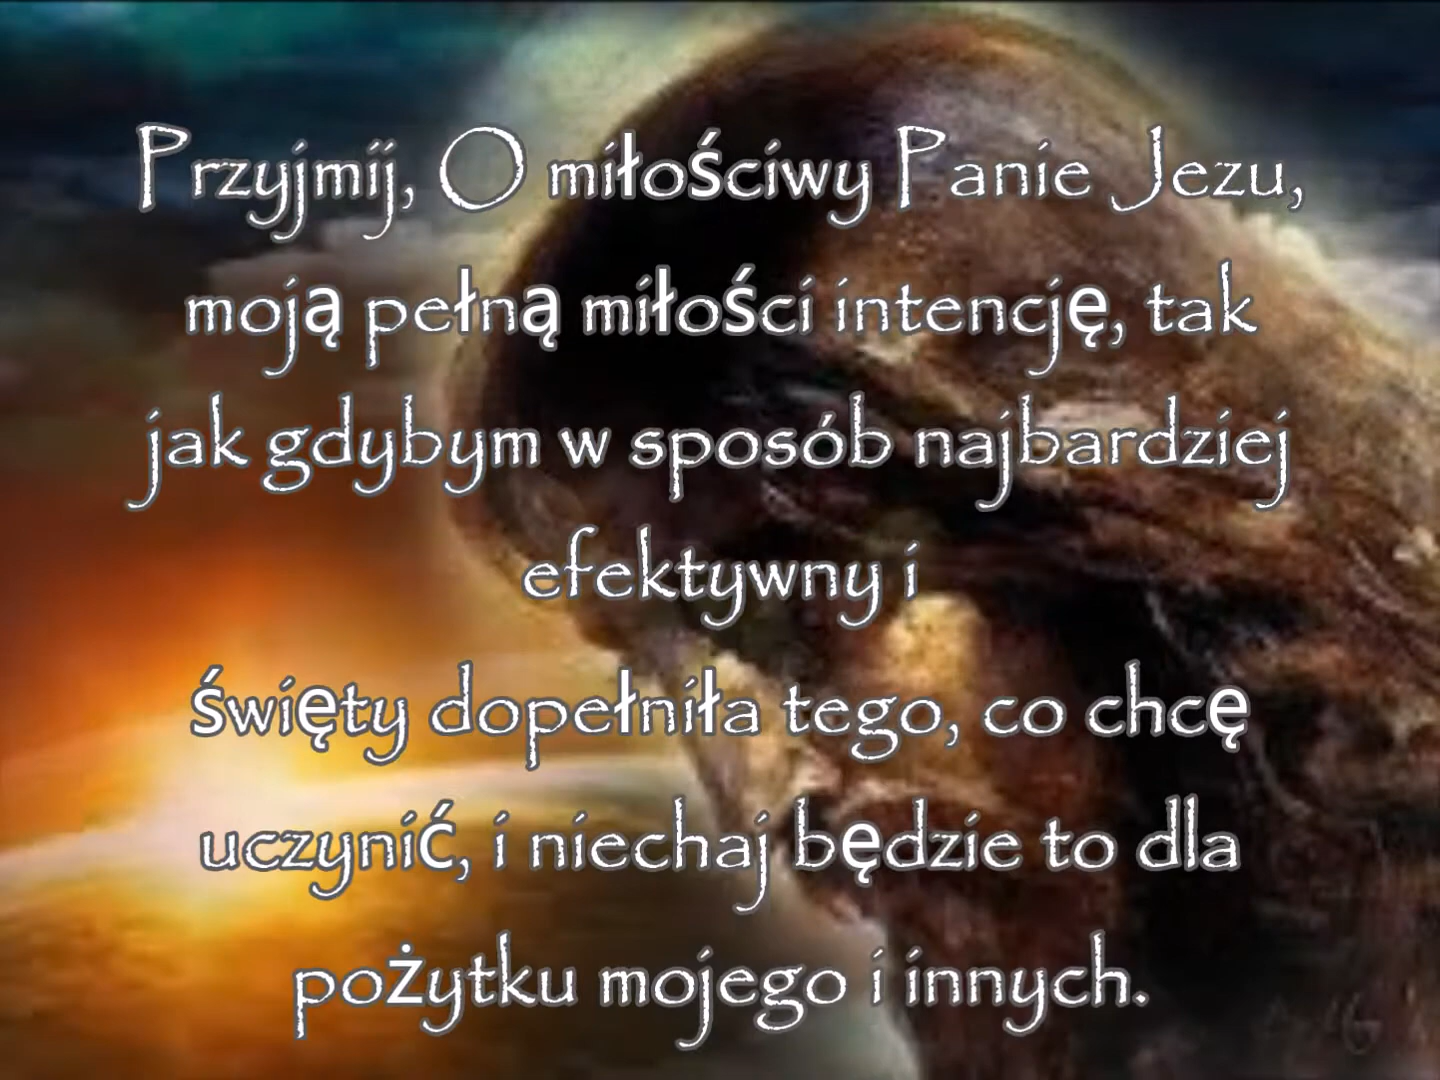 Przyjmij, O miłościwy Panie Jezu,
moją pełną miłości intencję, tak
jak gdybym w sposób najbardziej
efektywny i
święty dopełniła tego, co chcę
uczynić, i niechaj będzie to dla
pożytku mojego i innych.